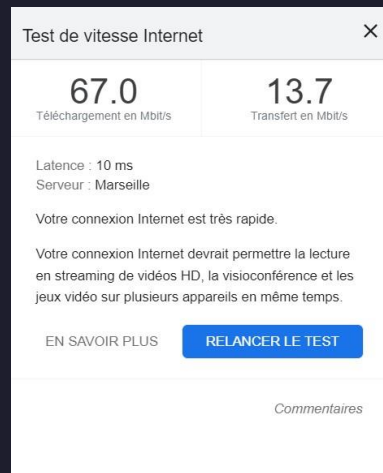 Test de vitesse Internet
67.0
Téléchargement en Mbit/s
13.7
Transfert en Mbit/s
Latence : 10 ms
Serveur : Marseille
Votre connexion Internet est très rapide.
Votre connexion Internet devrait permettre la lecture
en streaming de vidéos HD, la visioconférence et les
jeux vidéo sur plusieurs appareils en même temps.
EN SAVOIR PLUS
RELANCER LE TEST
Commentaires